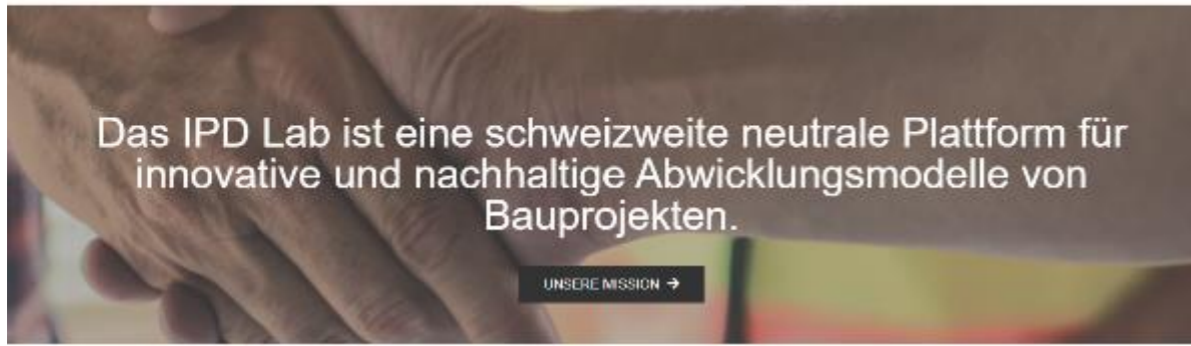 Das IPD Lab ist eine schweizweite neutrale Plattform für
innovative und nachhaltige Abwicklungsmodelle von
Bauprojekten.
UNSERE MISSION →